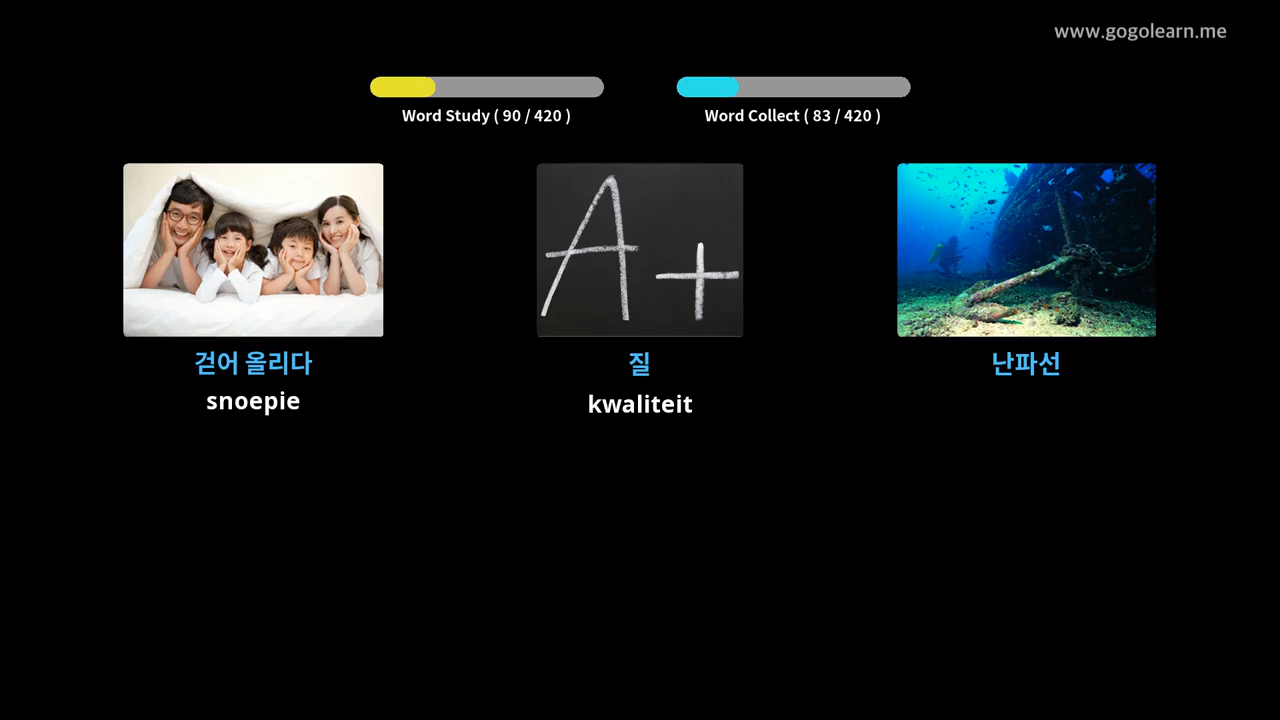 www.gogolearn.me
Word Study ( 90 / 420 )
Word Collect ( 83 / 420 )
A+
걷어 올리다
질
난파선
snoepie
kwaliteit